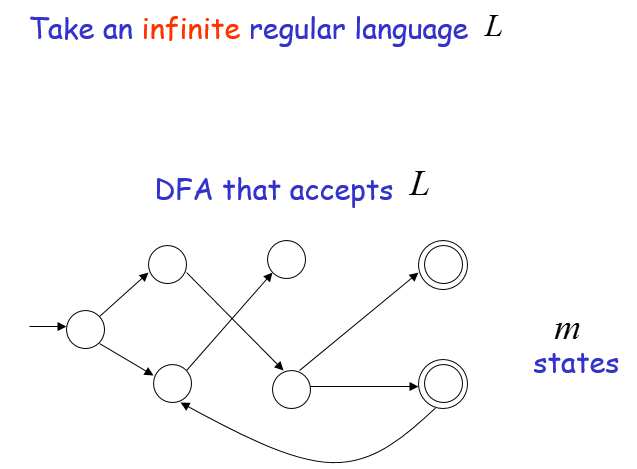 Take an infinite regular language L
DFA that accepts L
m
states